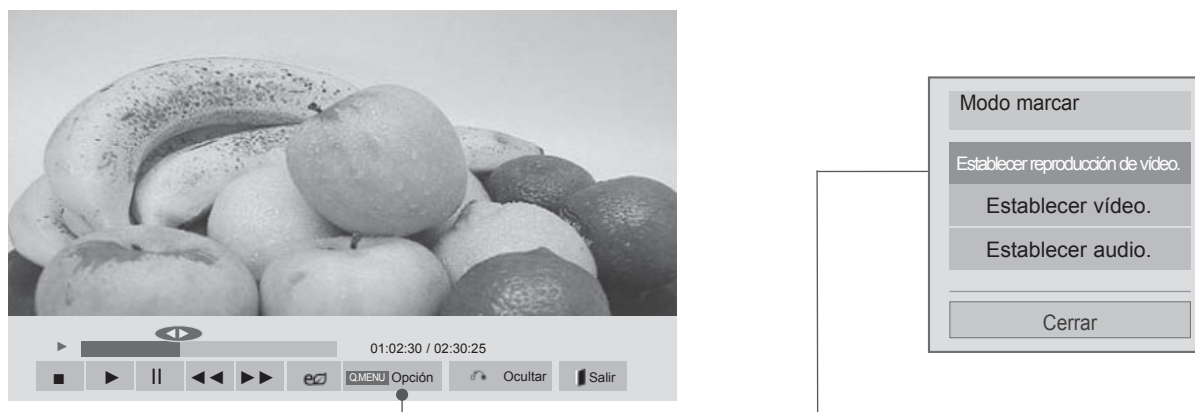 01:02:30 / 02:30:25
Q.MENU Opción
Ocultar
Salir
Modo marcar
Establecer reproducción de vídeo.
Establecer vídeo.
Establecer audio.
Cerrar